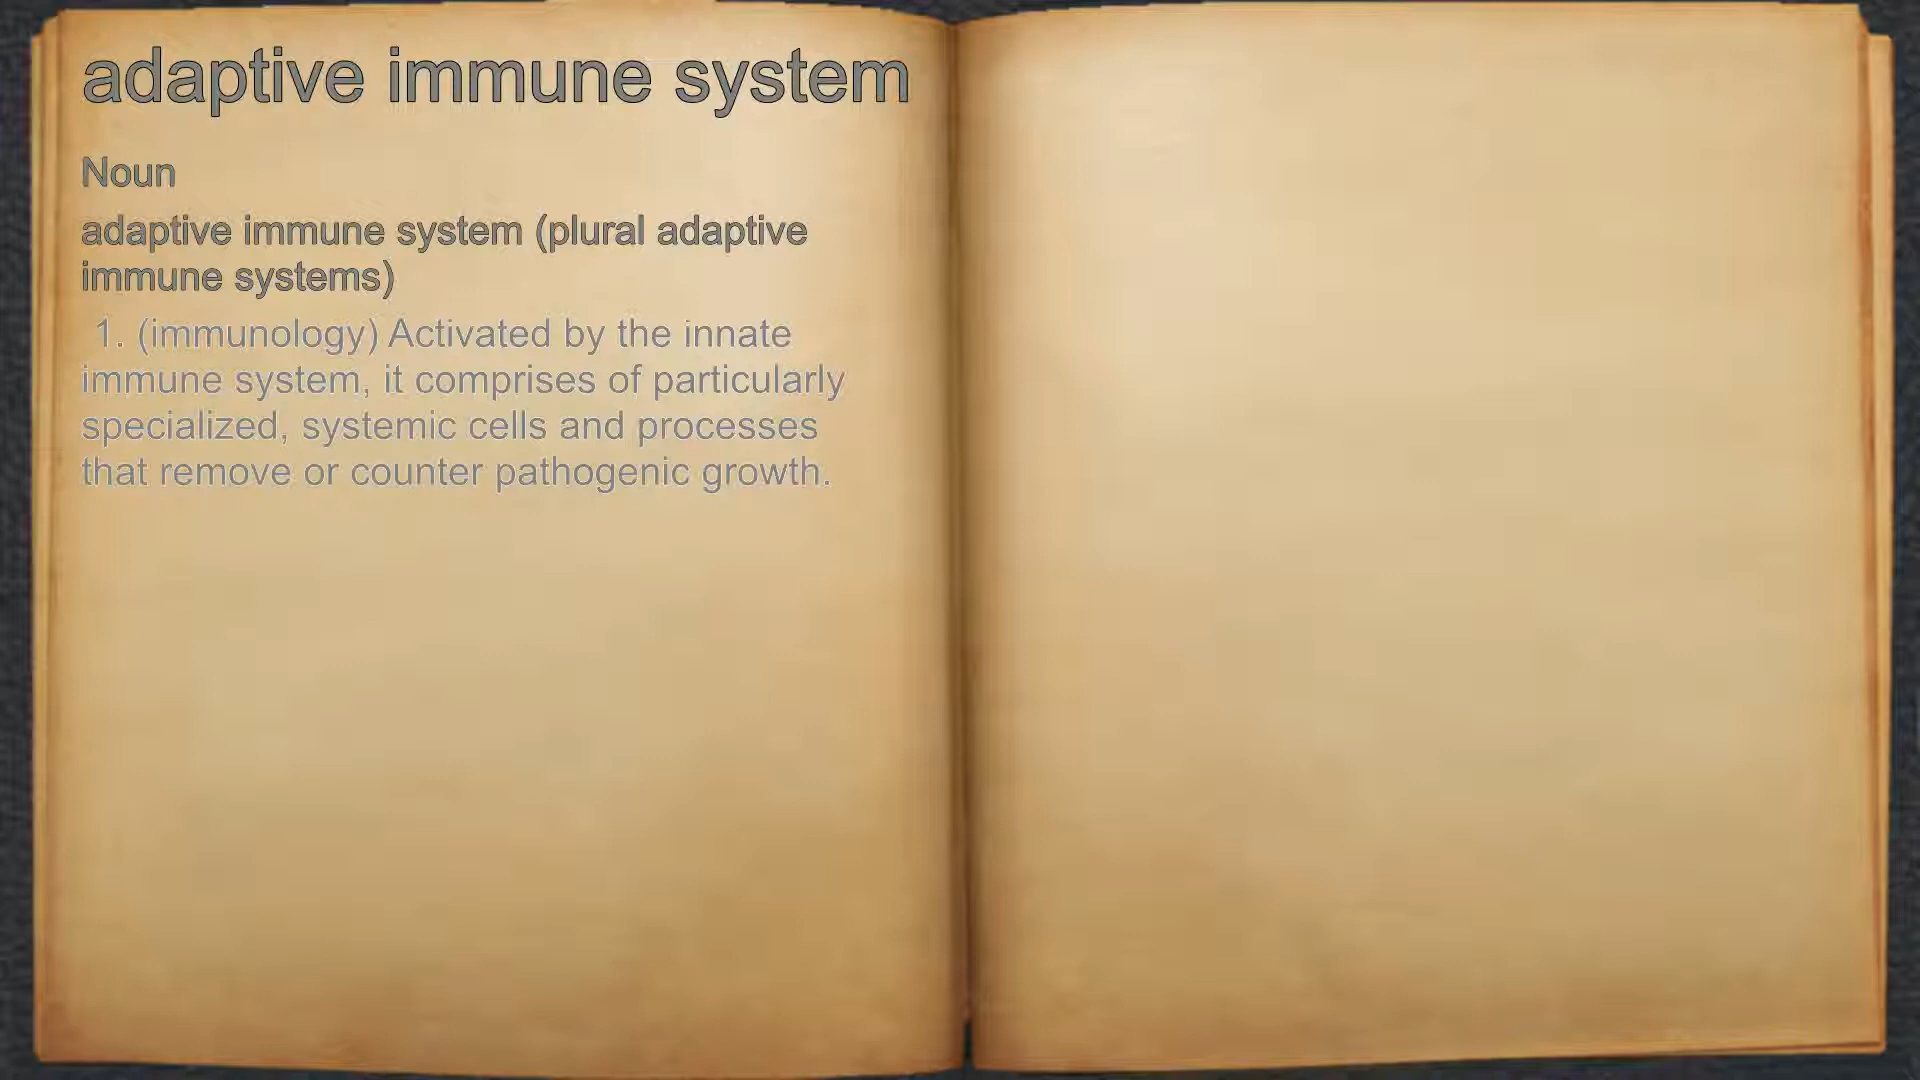 adaptive immune system
Noun
adaptive immune system (plural adaptive
immune systems)
1. (immunology) Activated by the innate
immune system, it comprises of particularly
specialized, systemic cells and processes
that remove or counter pathogenic growth.